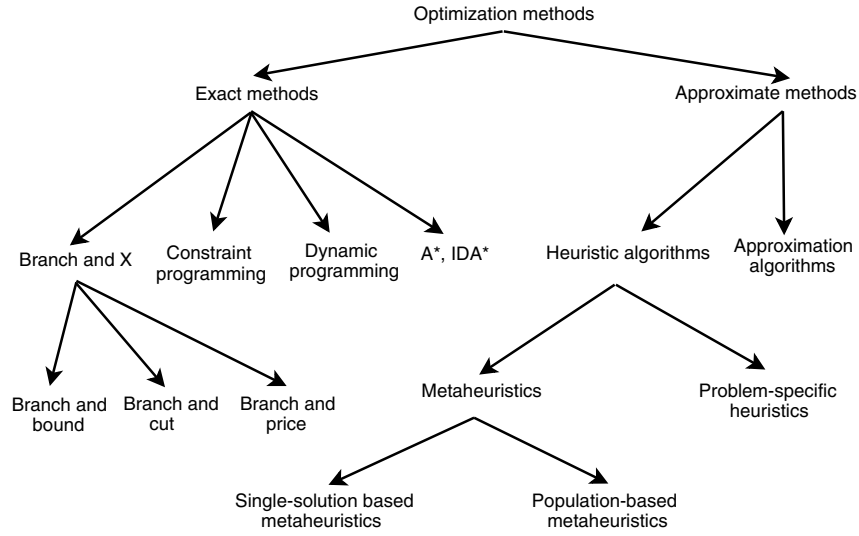 Optimization methods
Exact methods
Approximate methods
Branch and X
Constraint
programming
Dynamic
programming
A*, IDA*
Heuristic algorithms
Approximation
algorithms
Branch and
bound
Branch and
cut
Branch and
price
Metaheuristics
Problem-specific
heuristics
Single-solution based
metaheuristics
Population-based
metaheuristics